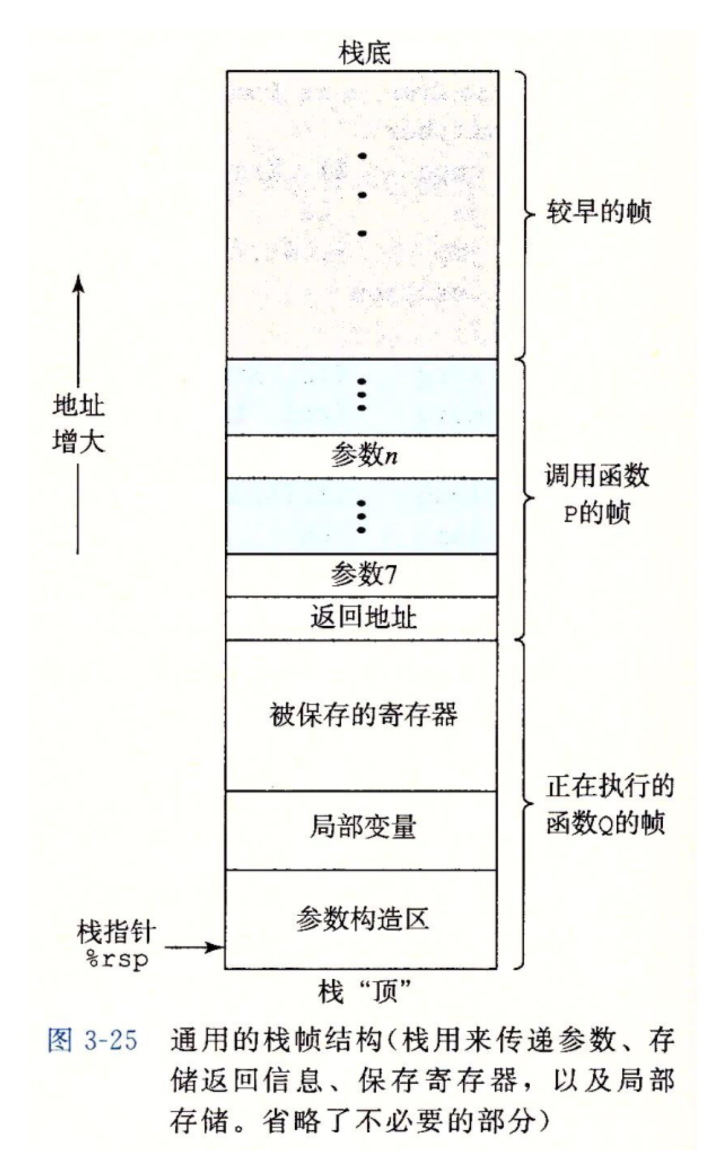 栈底
较早的帧
地址
增大
参数n
调用函数
P的帧
参数7
返回地址
被保存的寄存器
正在执行的
函数Q的帧
局部变量
参数构造区
栈指针
%rsp
栈“顶”
图 3-25 通用的栈帧结构(栈用来传递参数、存
储返回信息、保存寄存器，以及局部
存储。省略了不必要的部分)